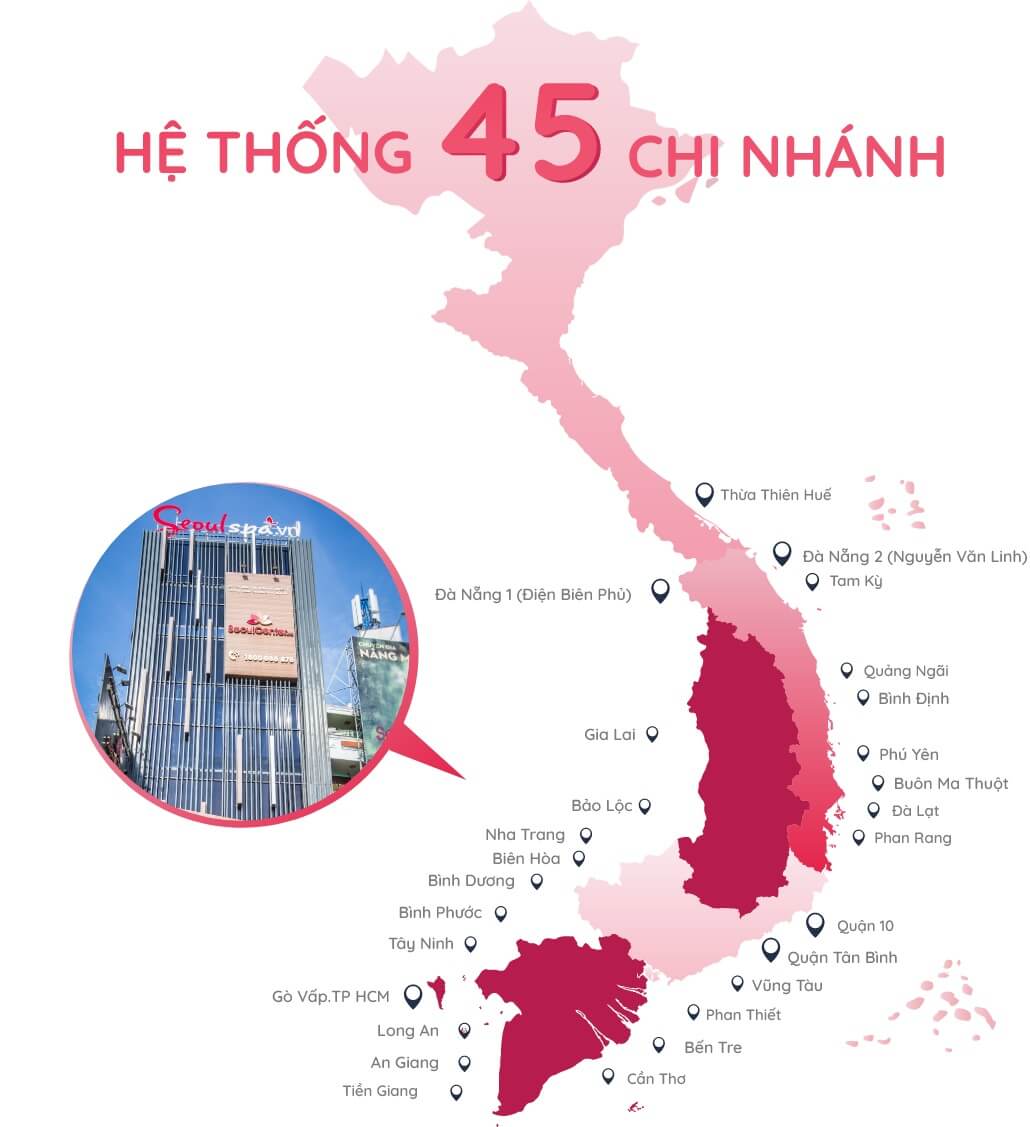 HỆ THỐNG 45 CHI NHÁNH
Thừa Thiên Huế
Đà Nẵng 2 (Nguyễn Văn Linh)
Tam Kỳ
Đà Nẵng 1 (Điện Biên Phủ)
Seoulspa.vn
SeoulCenter
NÂNG
Quảng Ngãi
Bình Định
Gia Lai
Phú Yên
Buôn Ma Thuột
Bảo Lộc
Đà Lạt
Nha Trang
Phan Rang
Biên Hòa
Bình Dương
Bình Phước
Quận 10
Tây Ninh
Quận Tân Bình
Vũng Tàu
Gò Vấp.TP HCM
Phan Thiết
Long An
Bến Tre
An Giang
Cần Thơ
Tiền Giang